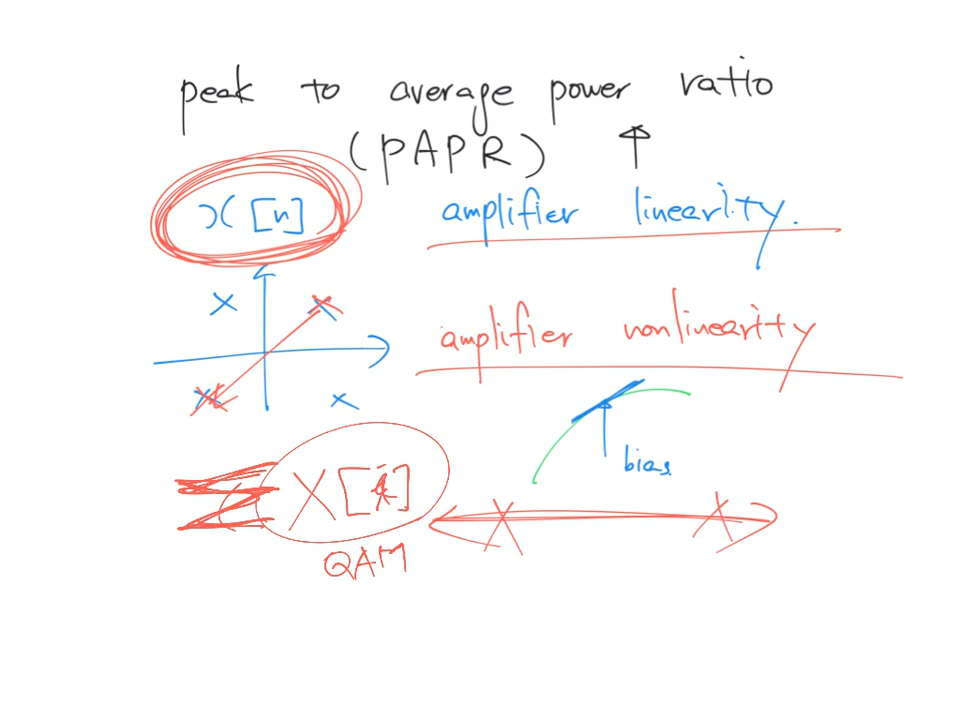 peak to average power ratio
(PAPR) ↑
x[n]
amplifier linearity.
amplifier nonlinearity
bias
X[k]
QAM